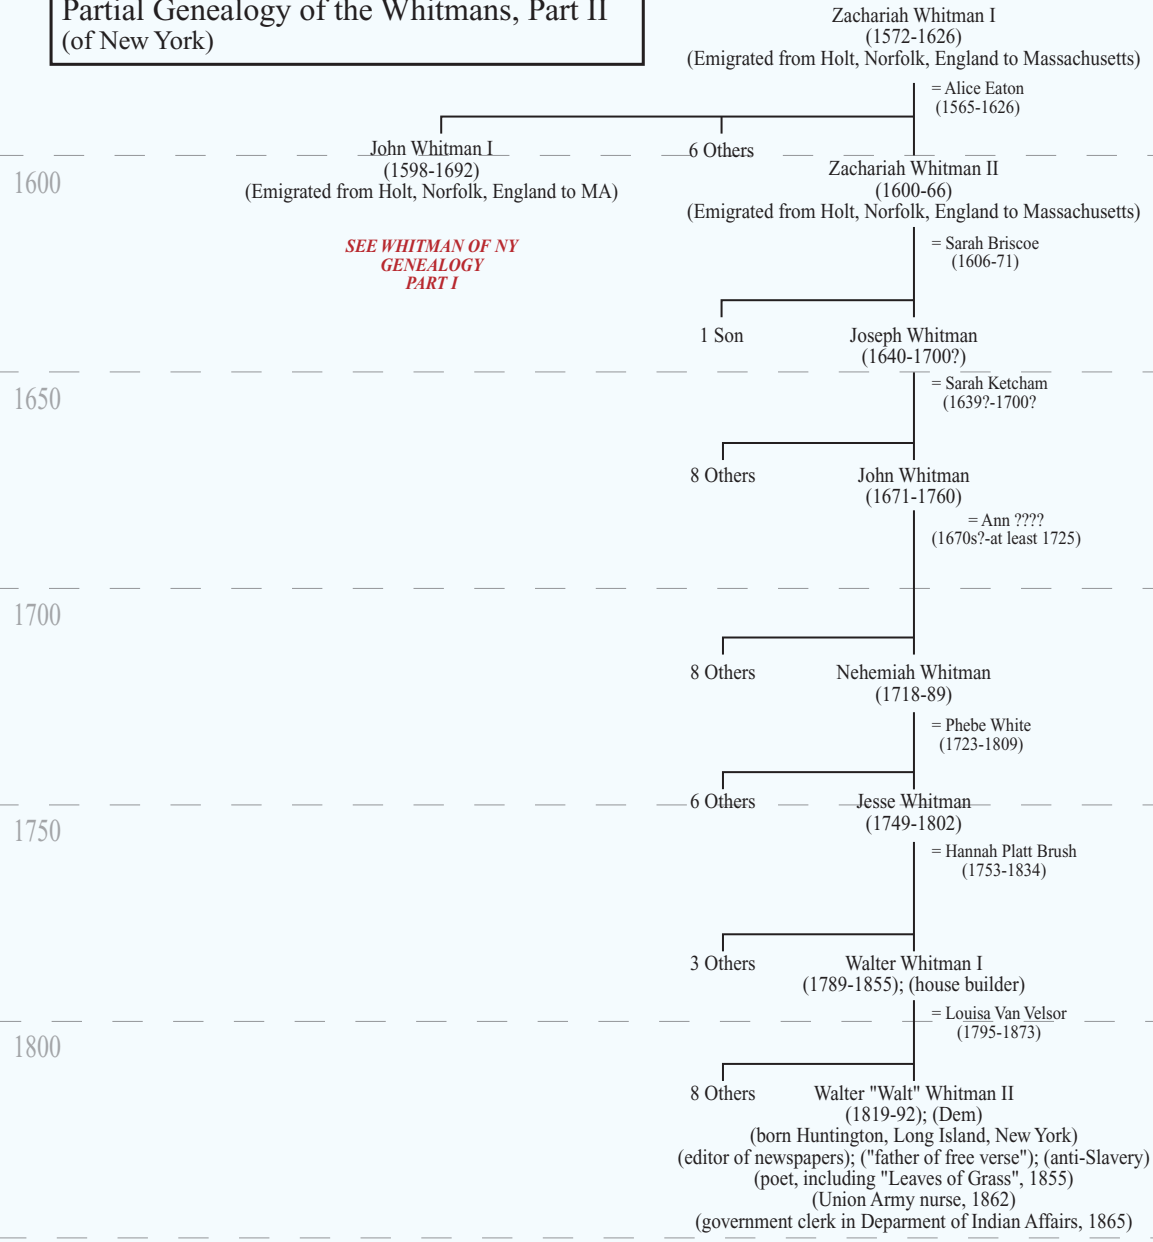 Partial Genealogy of the Whitmans, Part II
(of New York)
Zachariah Whitman I
(1572-1626)
(Emigrated from Holt, Norfolk, England to Massachusetts)
= Alice Eaton
(1565-1626)
John Whitman I
(1598-1692)
(Emigrated from Holt, Norfolk, England to MA)
6 Others
Zachariah Whitman II
(1600-66)
(Emigrated from Holt, Norfolk, England to Massachusetts)
1600
SEE WHITMAN OF NY
GENEALOGY
PART I
= Sarah Briscoe
(1606-71)
1 Son
Joseph Whitman
(1640-1700?)
1650
= Sarah Ketcham
(1639?-1700?
8 Others
John Whitman
(1671-1760)
= Ann ????
(1670s?-at least 1725)
1700
8 Others
Nehemiah Whitman
(1718-89)
= Phebe White
(1723-1809)
6 Others
Jesse Whitman
(1749-1802)
1750
= Hannah Platt Brush
(1753-1834)
3 Others
Walter Whitman I
(1789-1855); (house builder)
= Louisa Van Velsor
(1795-1873)
1800
8 Others
Walter "Walt" Whitman II
(1819-92); (Dem)
(born Huntington, Long Island, New York)
(editor of newspapers); ("father of free verse"); (anti-Slavery)
(poet, including "Leaves of Grass", 1855)
(Union Army nurse, 1862)
(government clerk in Deparment of Indian Affairs, 1865)